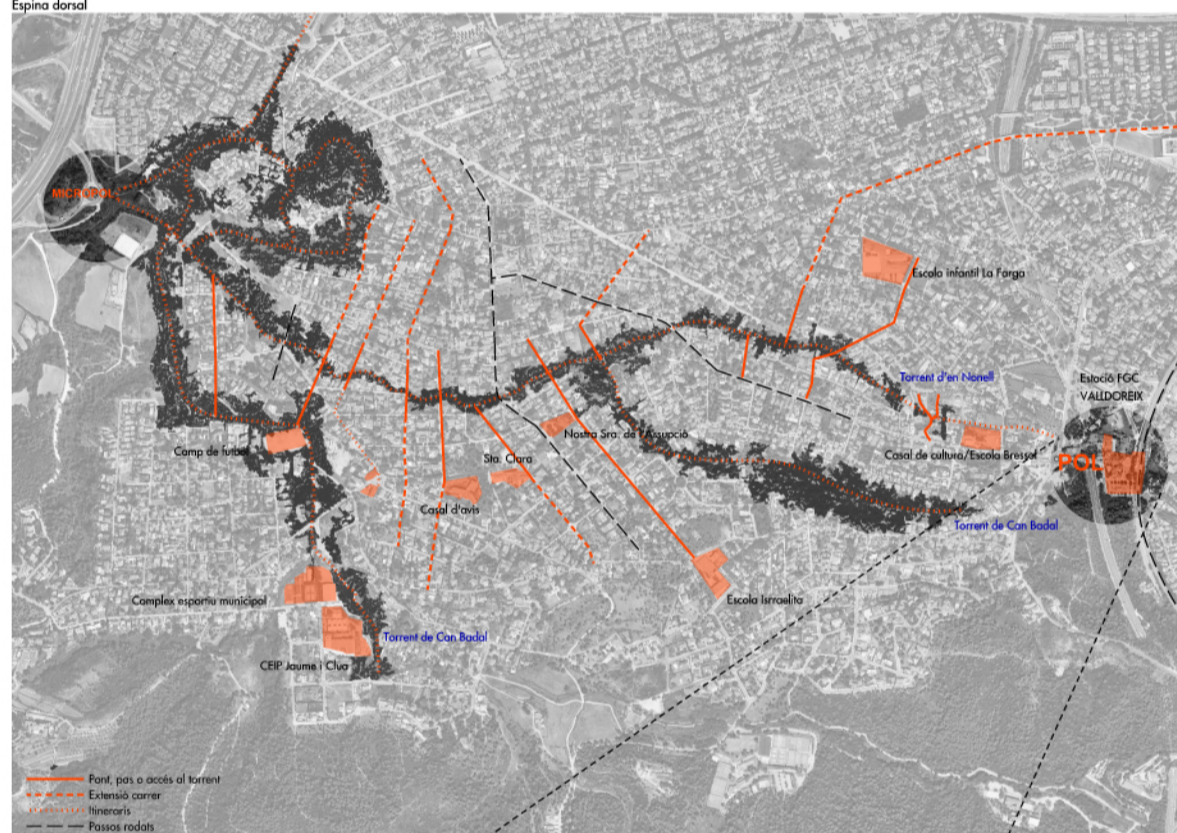 Espina dorsal
MICROPOL
Escola infantil La Farga
Torrent d'en Nonell
Estació FGC
VALLDOREIX
Nostra Sra. de l'Assupció
Camp de futbol
Sta. Clara
Casal de cultura/Escola Bressol
POL
Casal d'avis
Torrent de Can Badal
Complex esportiu municipal
Escola Isrraelita
Torrent de Can Badal
CEIP Jaume i Clua
Pont, pas o accés al torrent
Extensió carrer
Itineraris
Passos rodats